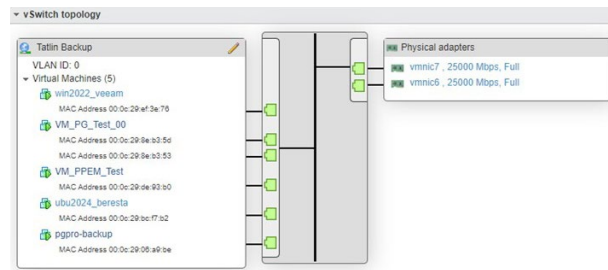 vSwitch topology
Tatlin Backup
VLAN ID: 0
Virtual Machines (5)
win2022_veeam
MAC Address 00:0c:29:ef:3e:76
VM_PG_Test_00
MAC Address 00:0c:29:8e:b3:5d
MAC Address 00:0c:29:8e:b3:53
VM_PPEM_Test
MAC Address 00:0c:29:de:93:b0
ubu2024_beresta
MAC Address 00:0c:29:bc:f7:b2
pgpro-backup
MAC Address 00:0c:29:06:a9:be
Physical adapters
vmnic7 , 25000 Mbps, Full
vmnic6 , 25000 Mbps, Full